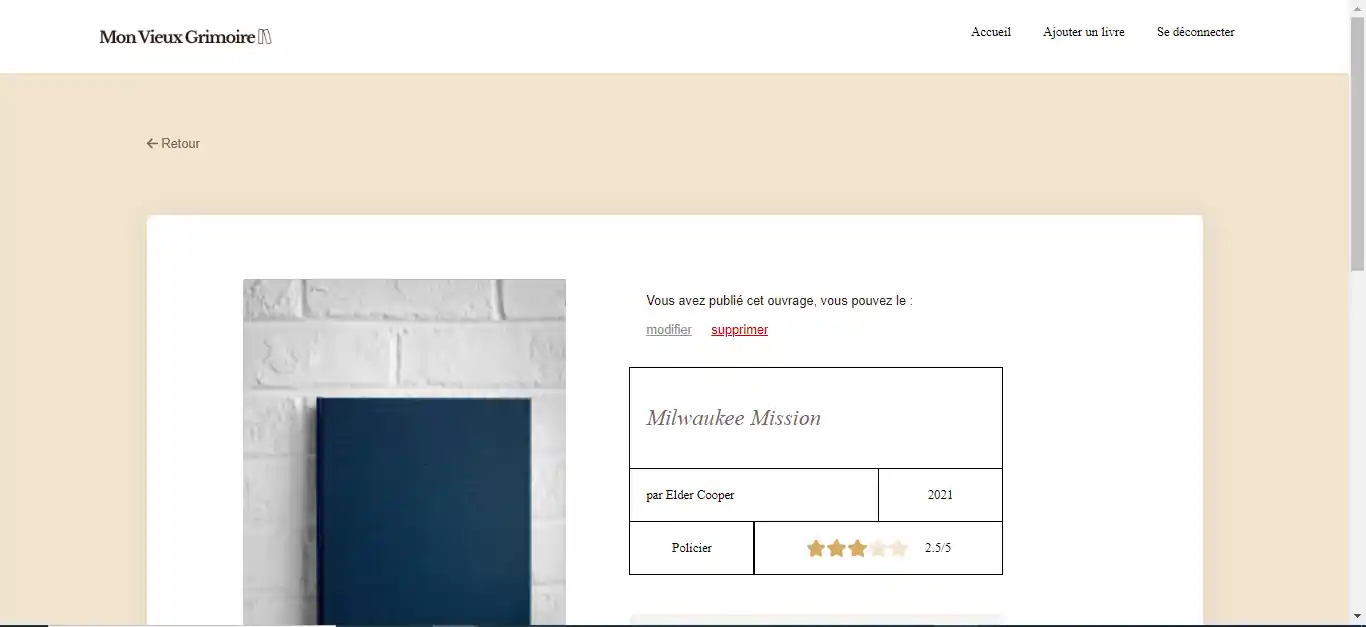 Mon Vieux Grimoire
Accueil Ajouter un livre Se déconnecter
Retour
Vous avez publié cet ouvrage, vous pouvez le :
modifier supprimer
Milwaukee Mission
par Elder Cooper 2021
Policier 2.5/5